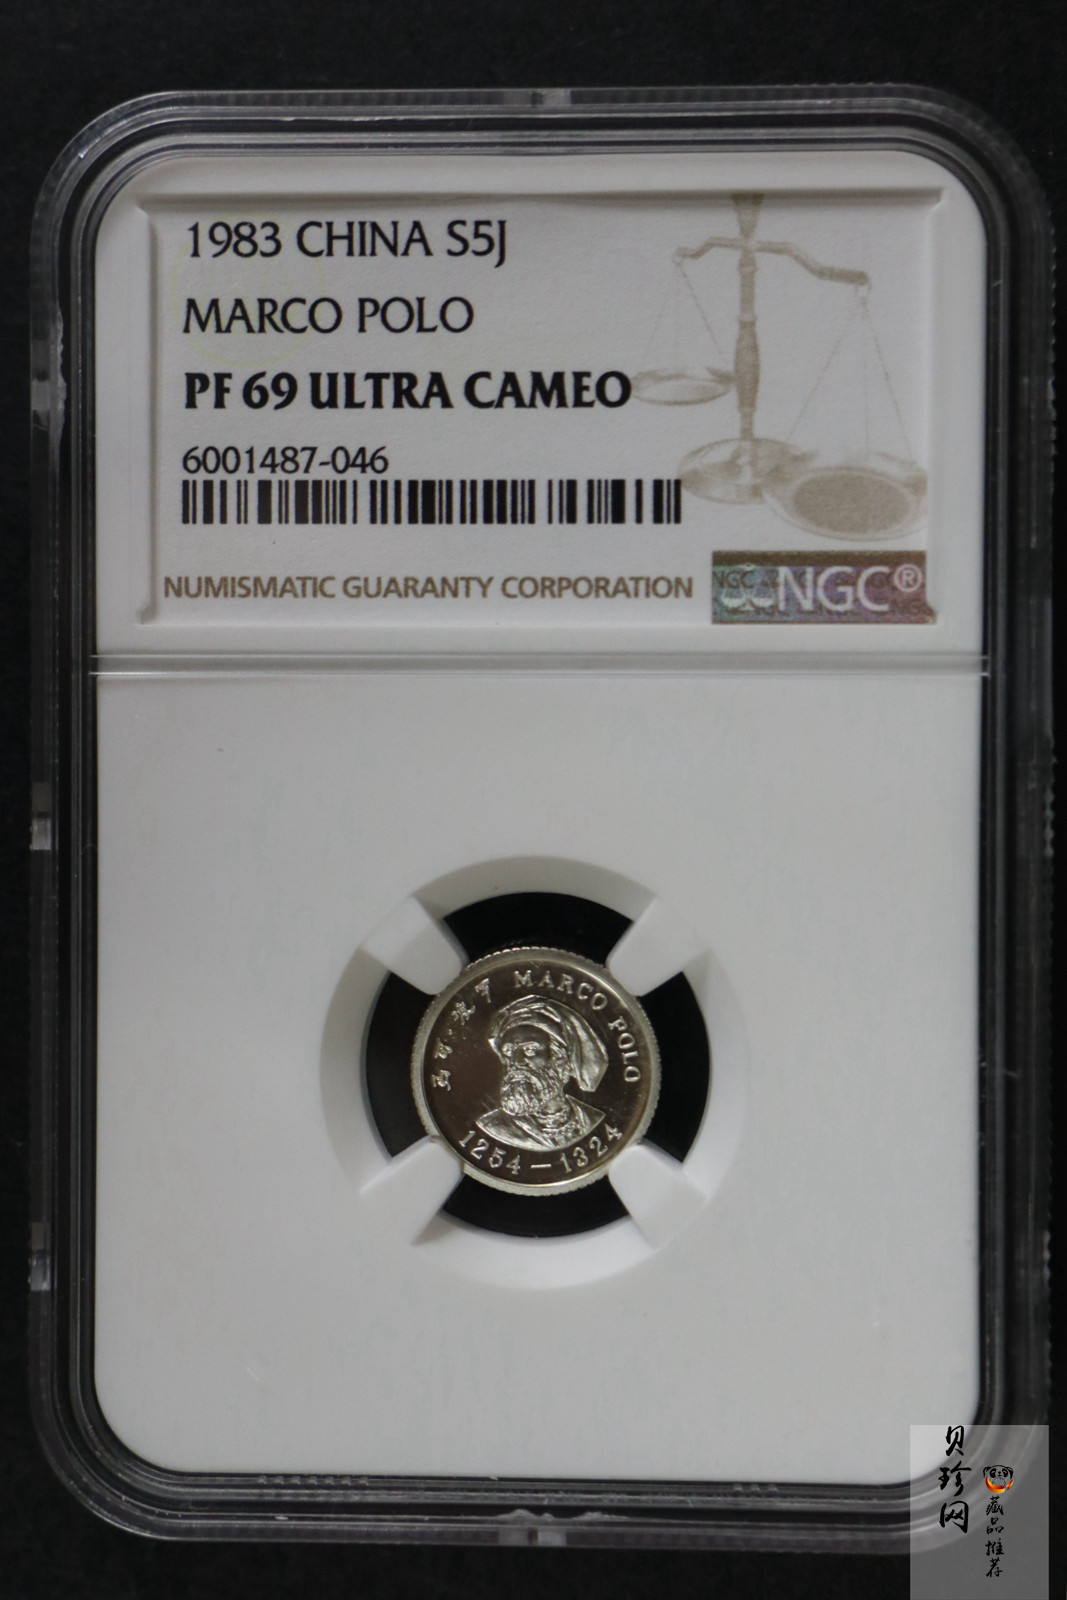 1983 CHINA S5J
MARCO POLO
PF 69 ULTRA CAMEO
6001487-046
NUMISMATIC GUARANTY CORPORATION
NGC®
马可·波罗 MARCO POLO
1254－1324
贝珍网
藏品推荐